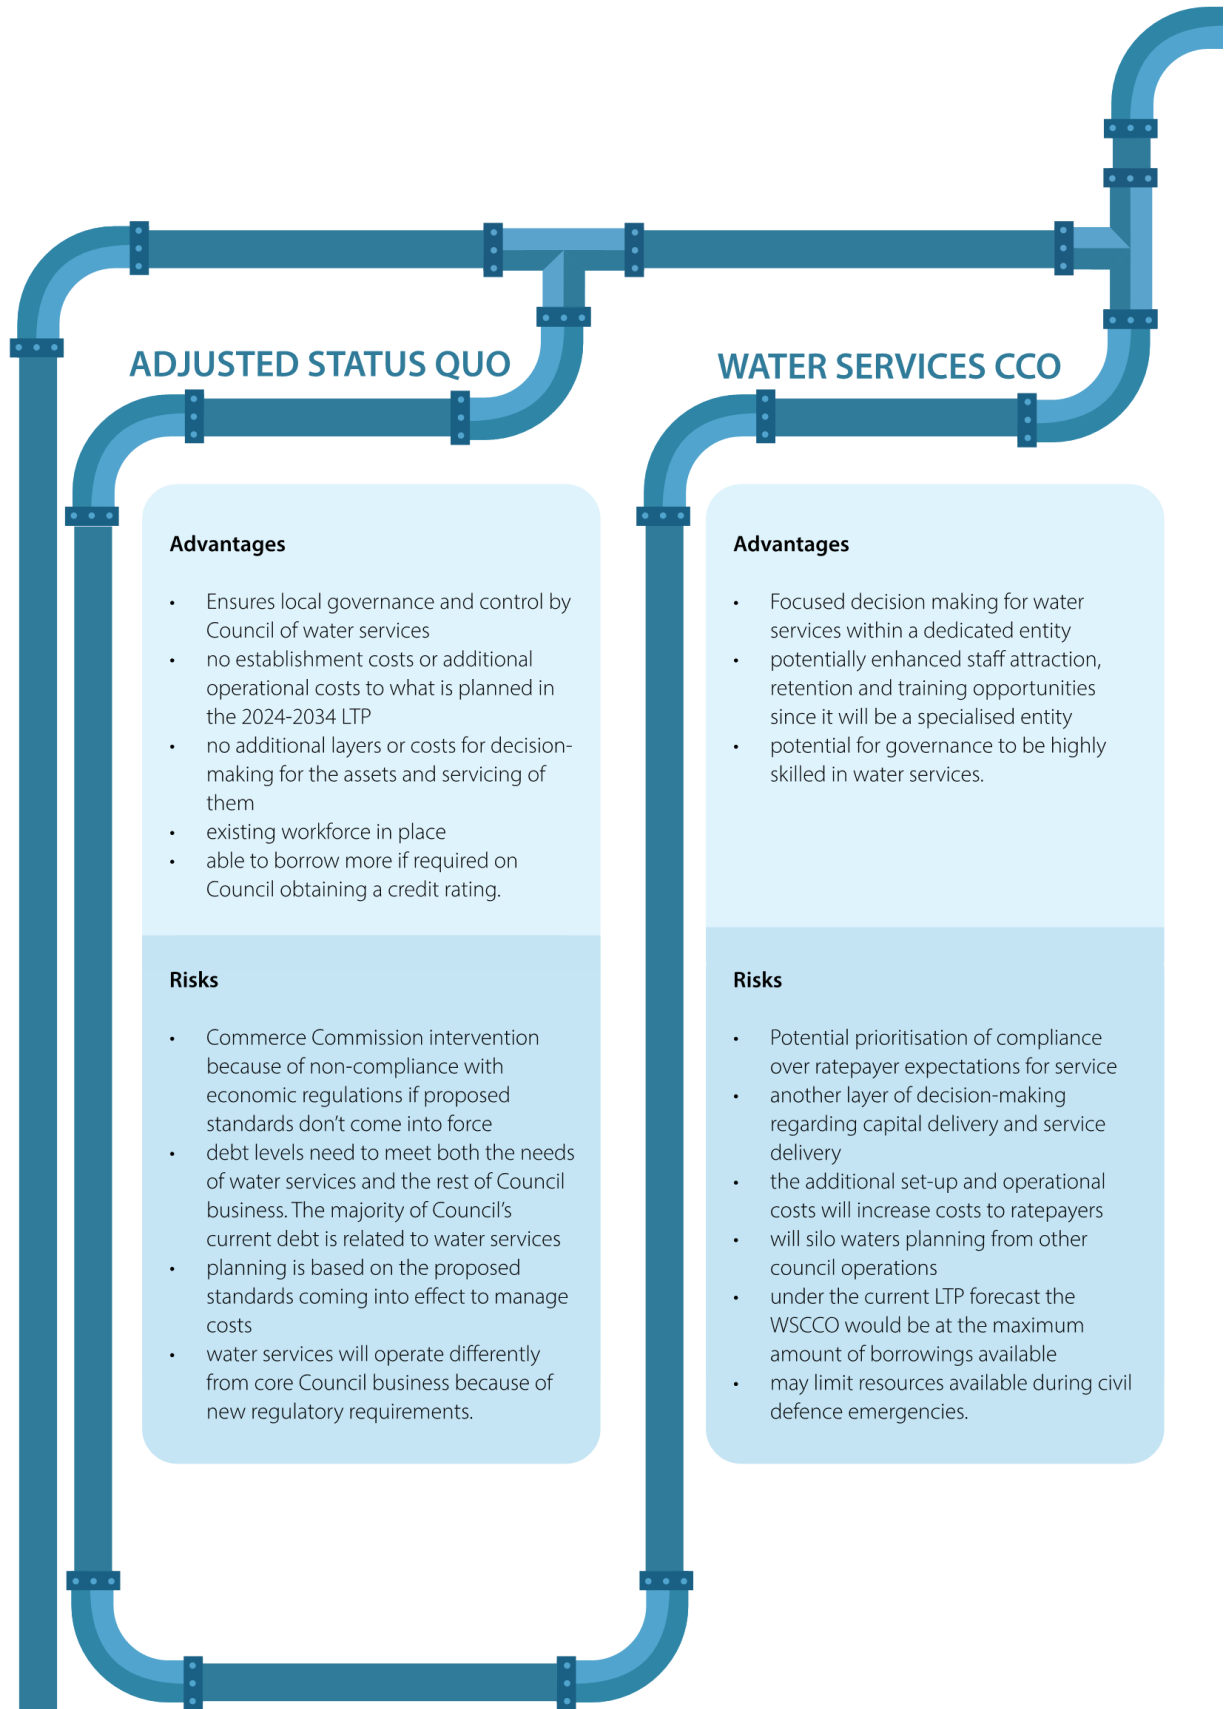 ADJUSTED STATUS QUO
Advantages
• Ensures local governance and control by
Council of water services
• no establishment costs or additional
operational costs to what is planned in
the 2024-2034 LTP
• no additional layers or costs for decision-
making for the assets and servicing of
them
• existing workforce in place
• able to borrow more if required on
Council obtaining a credit rating.
Risks
• Commerce Commission intervention
because of non-compliance with
economic regulations if proposed
standards don’t come into force
• debt levels need to meet both the needs
of water services and the rest of Council
business. The majority of Council’s
current debt is related to water services
• planning is based on the proposed
standards coming into effect to manage
costs
• water services will operate differently
from core Council business because of
new regulatory requirements.
WATER SERVICES CCO
Advantages
• Focused decision making for water
services within a dedicated entity
• potentially enhanced staff attraction,
retention and training opportunities
since it will be a specialised entity
• potential for governance to be highly
skilled in water services.
Risks
• Potential prioritisation of compliance
over ratepayer expectations for service
• another layer of decision-making
regarding capital delivery and service
delivery
• the additional set-up and operational
costs will increase costs to ratepayers
• will silo waters planning from other
council operations
• under the current LTP forecast the
WSCCO would be at the maximum
amount of borrowings available
• may limit resources available during civil
defence emergencies.